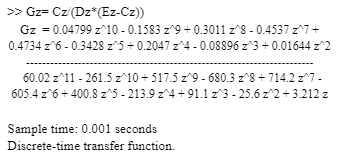 >> Gz= Cz/(Dz*(Ez-Cz))
Gz = 0.04799 z^10 - 0.1583 z^9 + 0.3011 z^8 - 0.4537 z^7 +
0.4734 z^6 - 0.3428 z^5 + 0.2047 z^4 - 0.08896 z^3 + 0.01644 z^2
--------------------------------------------------------------------------------
60.02 z^11 - 261.5 z^10 + 517.5 z^9 - 680.3 z^8 + 714.2 z^7 -
605.4 z^6 + 400.8 z^5 - 213.9 z^4 + 91.1 z^3 - 25.6 z^2 + 3.212 z
Sample time: 0.001 seconds
Discrete-time transfer function.